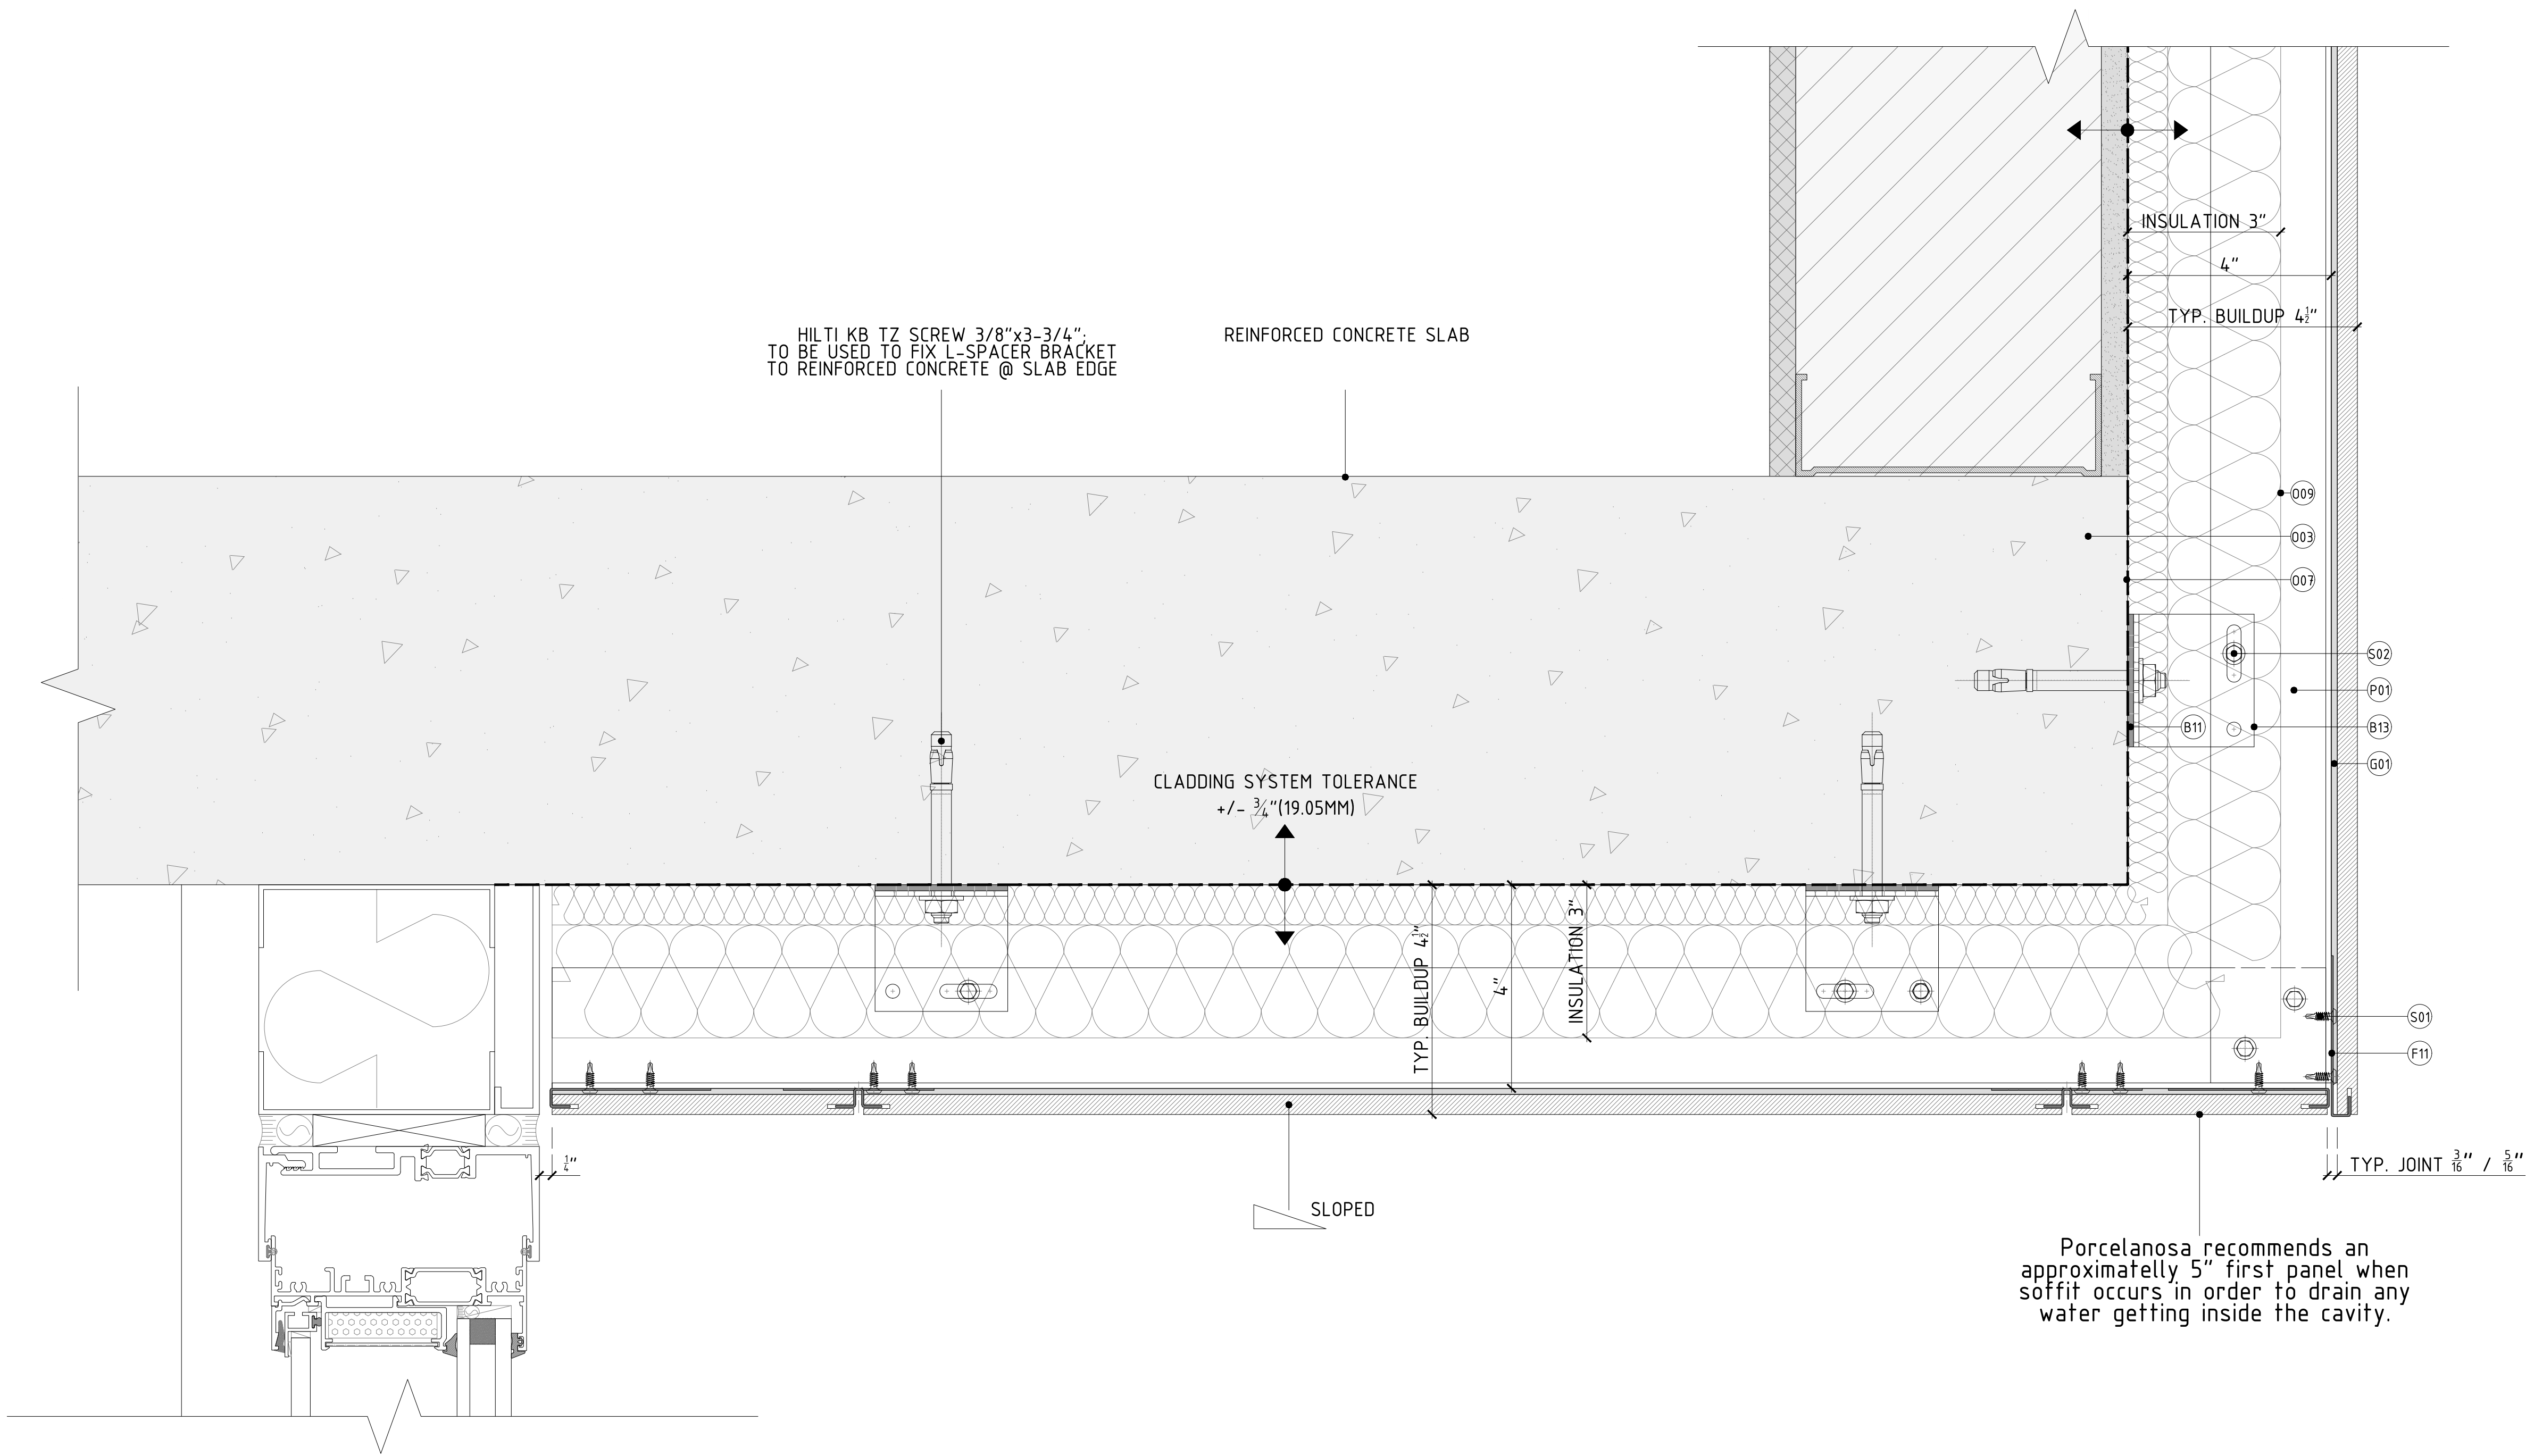 INSULATION 3"
4"
TYP. BUILDUP 4 1/2"
HILTI KB TZ SCREW 3/8"x3-3/4";
TO BE USED TO FIX L-SPACER BRACKET
TO REINFORCED CONCRETE @ SLAB EDGE
REINFORCED CONCRETE SLAB
O09
O03
O07
S02
P01
B11
B13
G01
CLADDING SYSTEM TOLERANCE
+/- 3/4"(19.05MM)
TYP. BUILDUP 4 1/2"
4"
INSULATION 3"
S01
F11
1/4"
TYP. JOINT 3/16" / 5/16"
SLOPED
Porcelanosa recommends an
approximatelly 5" first panel when
soffit occurs in order to drain any
water getting inside the cavity.